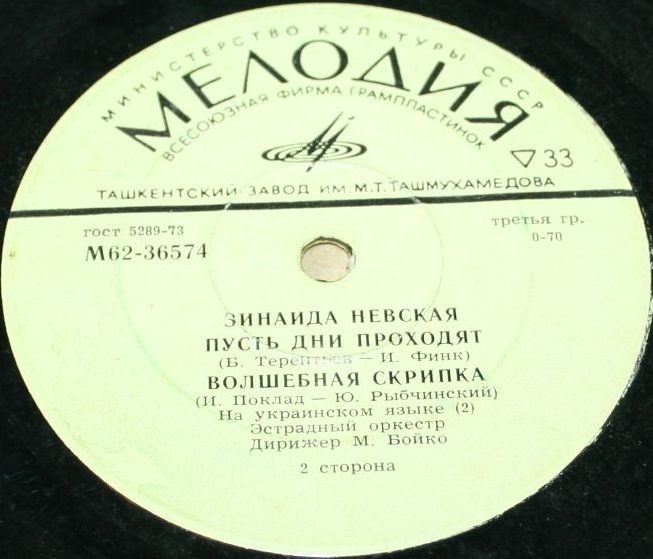 МИНИСТЕРСТВО КУЛЬТУРЫ СССР
МЕЛОДИЯ
ВСЕСОЮЗНАЯ ФИРМА ГРАМПЛАСТИНОК
33
ТАШКЕНТСКИЙ ЗАВОД ИМ. М.Т. ТАШМУХАМЕДОВА
гост 5289-73
третья гр.
М62-36574
0-70
ЗИНАИДА НЕВСКАЯ
ПУСТЬ ДНИ ПРОХОДЯТ
(Б. Терентьев — И. Финк)
ВОЛШЕБНАЯ СКРИПКА
(И. Поклад — Ю. Рыбчинский)
На украинском языке (2)
Эстрадный оркестр
Дирижер М. Бойко
2 сторона